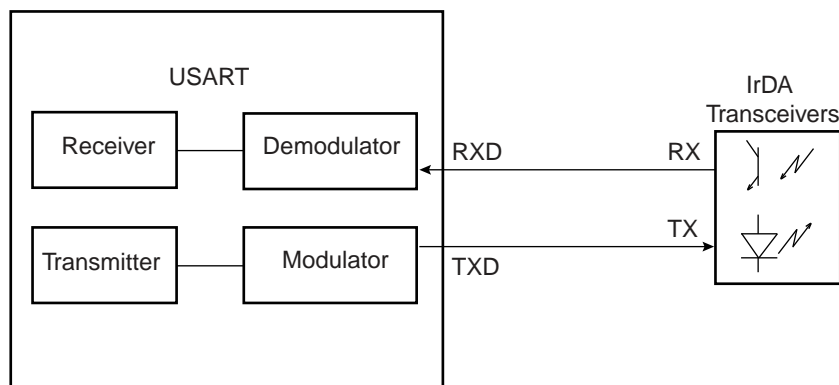 USART
IrDA
Transceivers
Receiver
Demodulator
RXD
RX
Transmitter
Modulator
TXD
TX